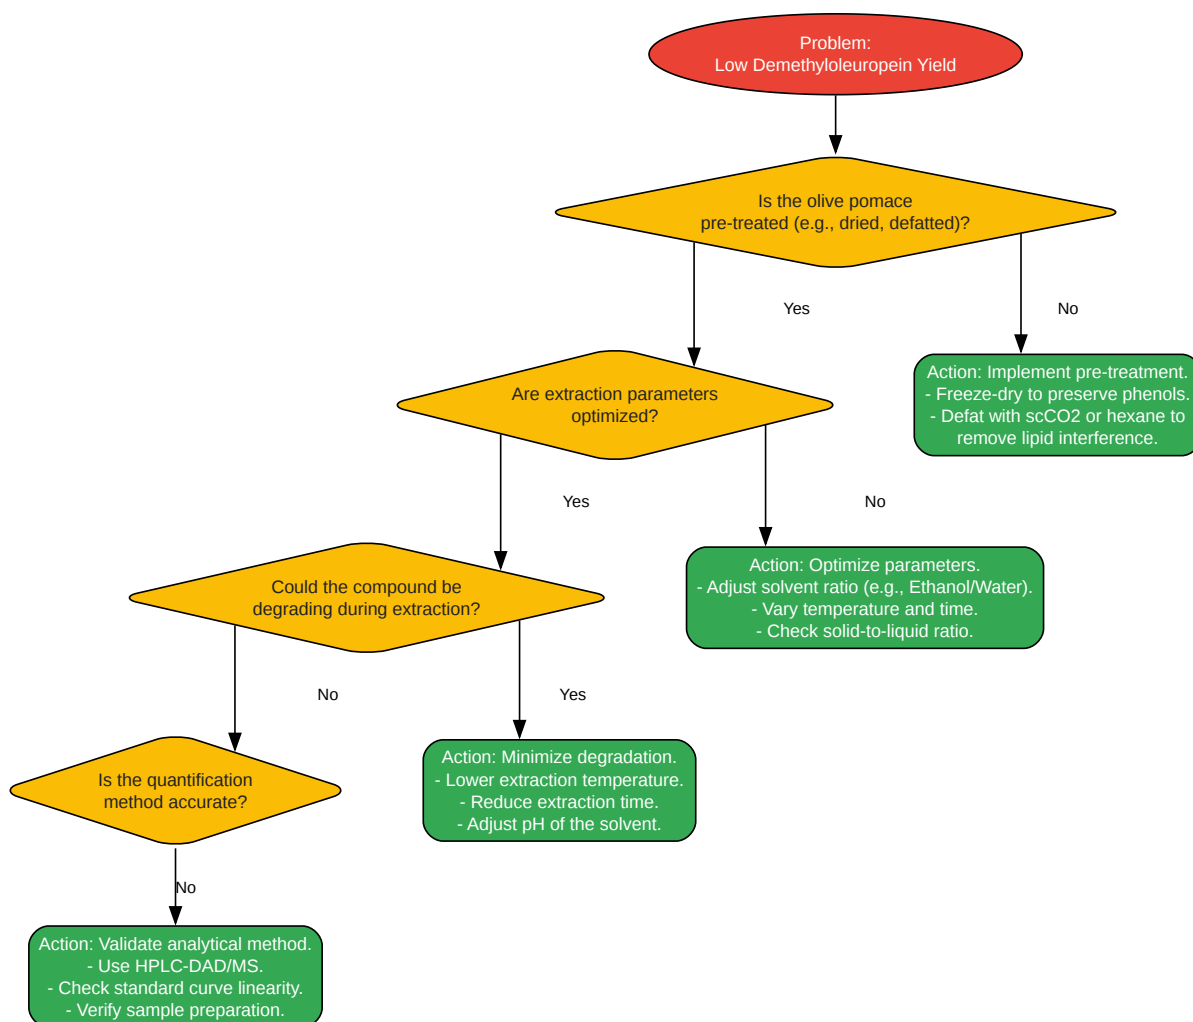 Problem:
Low Demethyloleuropein Yield
Is the olive pomace
pre-treated (e.g., dried, defatted)?
Yes
No
Are extraction parameters
optimized?
Action: Implement pre-treatment.
- Freeze-dry to preserve phenols.
- Defat with scCO2 or hexane to
remove lipid interference.
Yes
No
Could the compound be
degrading during extraction?
Action: Optimize parameters.
- Adjust solvent ratio (e.g., Ethanol/Water).
- Vary temperature and time.
- Check solid-to-liquid ratio.
No
Yes
Is the quantification
method accurate?
Action: Minimize degradation.
- Lower extraction temperature.
- Reduce extraction time.
- Adjust pH of the solvent.
No
Action: Validate analytical method.
- Use HPLC-DAD/MS.
- Check standard curve linearity.
- Verify sample preparation.